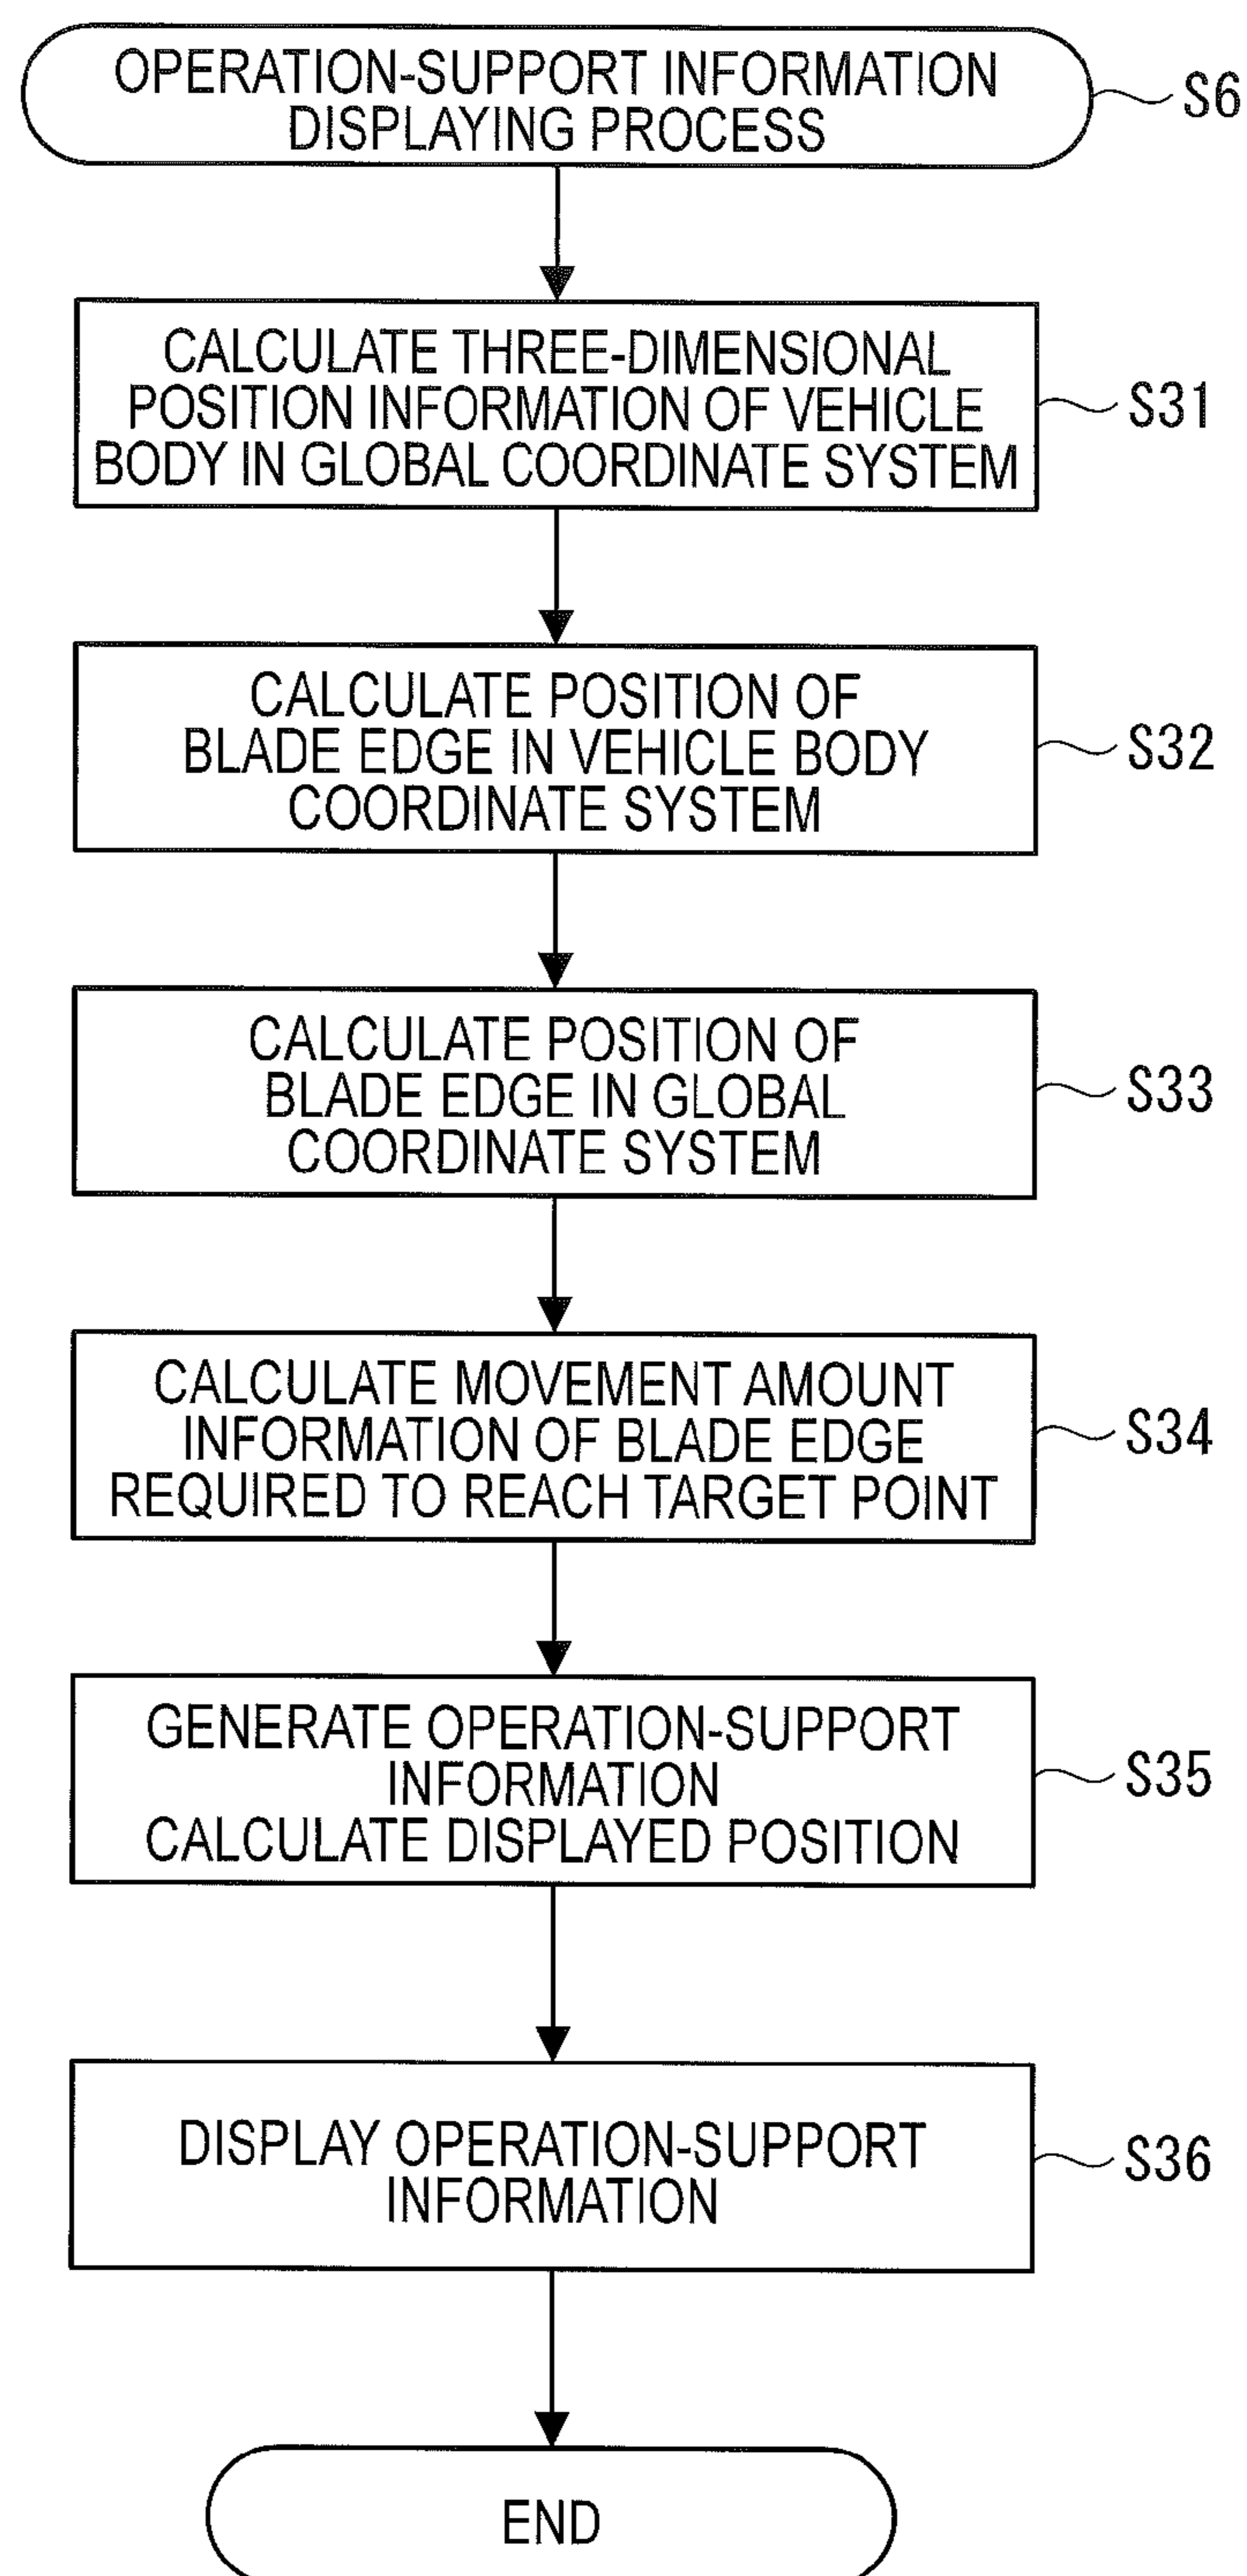 OPERATION-SUPPORT INFORMATION
DISPLAYING PROCESS
S6
CALCULATE THREE-DIMENSIONAL
POSITION INFORMATION OF VEHICLE
BODY IN GLOBAL COORDINATE SYSTEM
S31
CALCULATE POSITION OF
BLADE EDGE IN VEHICLE BODY
COORDINATE SYSTEM
S32
CALCULATE POSITION OF
BLADE EDGE IN GLOBAL
COORDINATE SYSTEM
S33
CALCULATE MOVEMENT AMOUNT
INFORMATION OF BLADE EDGE
REQUIRED TO REACH TARGET POINT
S34
GENERATE OPERATION-SUPPORT
INFORMATION
CALCULATE DISPLAYED POSITION
S35
DISPLAY OPERATION-SUPPORT
INFORMATION
S36
END